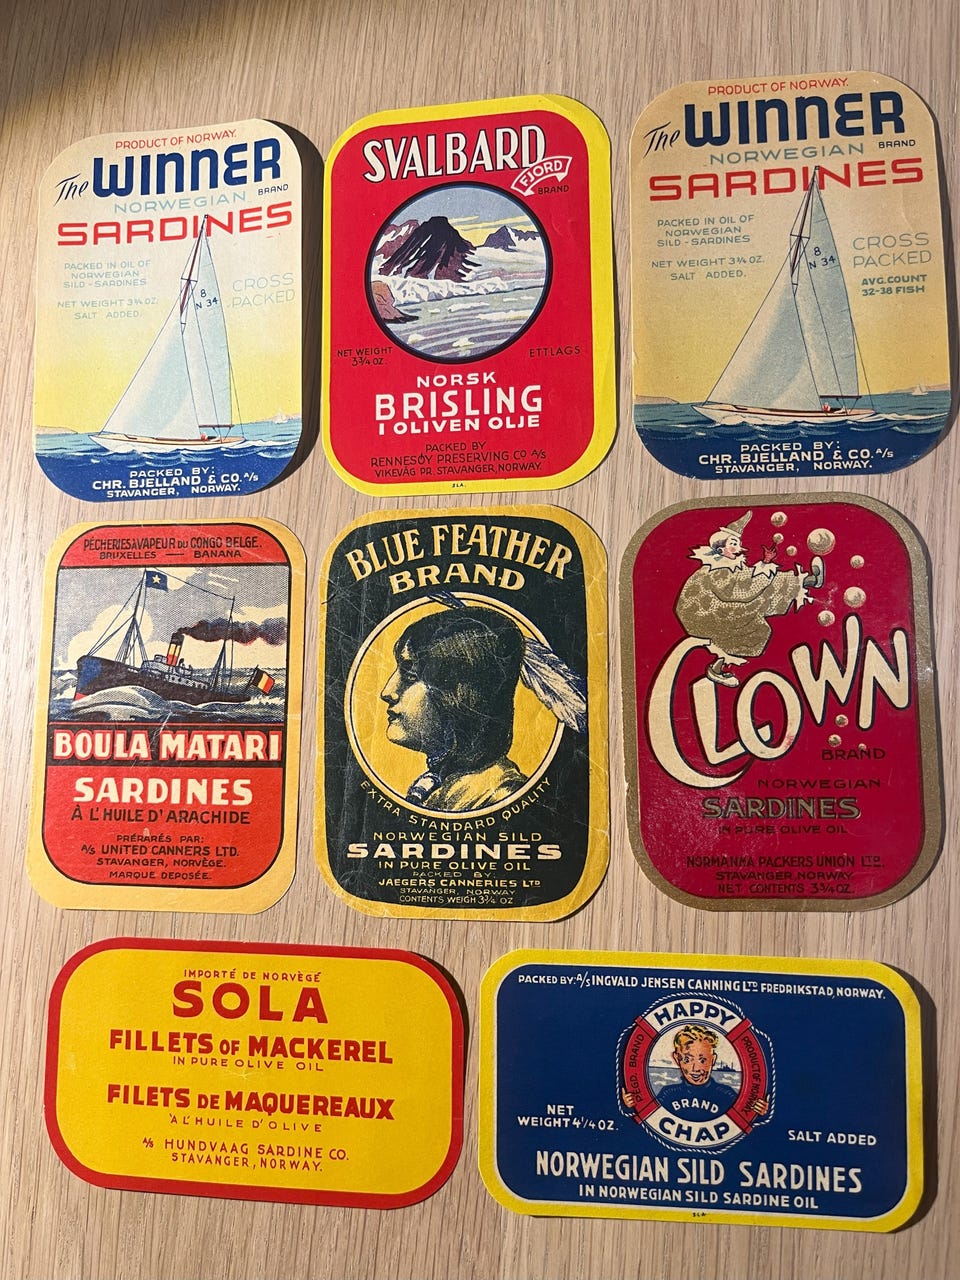 PRODUCT OF NORWAY.
The WINNER
BRAND
NORWEGIAN
SARDINES
PACKED IN OIL OF
NORWEGIAN
SILD-SARDINES
NET WEIGHT 3¾ OZ.
SALT ADDED.
CROSS
PACKED
8
N 34
PACKED BY:
CHR. BJELLAND & CO. A/S
STAVANGER, NORWAY.
SVALBARD
FJORD
BRAND
NET WEIGHT
3¾ OZ.
ETTLAGS
NORSK
BRISLING
I OLIVEN OLJE
PACKED BY
RENNESØY PRESERVING CO A/S
VIKEVÅG PR. STAVANGER, NORWAY.
S.L.A.
PRODUCT OF NORWAY.
The WINNER
BRAND
NORWEGIAN
SARDINES
PACKED IN OIL OF
NORWEGIAN
SILD-SARDINES
NET WEIGHT 3¾ OZ.
SALT ADDED.
CROSS
PACKED
AVG. COUNT
32-38 FISH
8
N 34
PACKED BY:
CHR. BJELLAND & CO. A/S
STAVANGER, NORWAY.
PÊCHERIES À VAPEUR DU CONGO BELGE.
BRUXELLES — BANANA
BOULA MATARI
SARDINES
À L'HUILE D'ARACHIDE
PRÉPARÉS PAR:
A/S UNITED CANNERS LTD.
STAVANGER, NORVÈGE.
MARQUE DEPOSÉE.
BLUE FEATHER
BRAND
EXTRA STANDARD QUALITY
NORWEGIAN SILD
SARDINES
IN PURE OLIVE OIL
PACKED BY:
JAEGERS CANNERIES LTD
STAVANGER, NORWAY
CONTENTS WEIGH 3¾ OZ
CLOWN
BRAND
NORWEGIAN
SARDINES
IN PURE OLIVE OIL
NORMANNA PACKERS UNION LTD.
STAVANGER, NORWAY.
NET CONTENTS 3¾ OZ.
IMPORTÉ DE NORVÈGÉ
SOLA
FILLETS OF MACKEREL
IN PURE OLIVE OIL
FILETS DE MAQUEREAUX
À L'HUILE D'OLIVE
A/S HUNDVAAG SARDINE CO.
STAVANGER, NORWAY.
PACKED BY: A/S INGVALD JENSEN CANNING LTD FREDRIKSTAD, NORWAY.
HAPPY
REGD. BRAND
PRODUCT OF NORWAY
BRAND
CHAP
NET
WEIGHT 4¼ OZ.
SALT ADDED
NORWEGIAN SILD SARDINES
IN NORWEGIAN SILD SARDINE OIL
S.L.A.